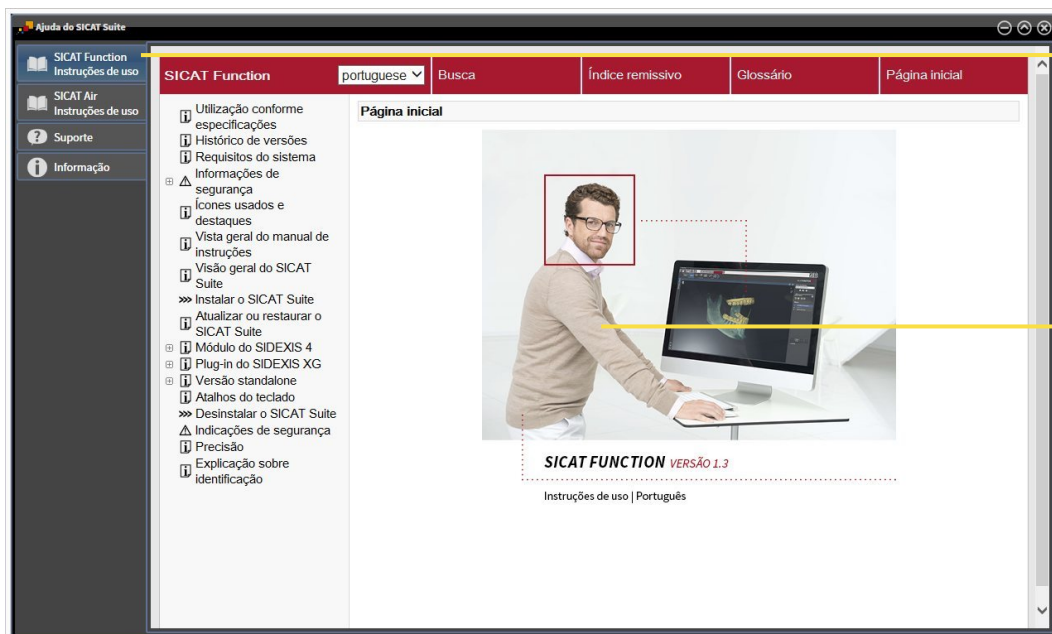 Ajuda do SICAT Suite
SICAT Function
Instruções de uso
SICAT Air
Instruções de uso
Suporte
Informação
SICAT Function
portuguese
Busca
Índice remissivo
Glossário
Página inicial
Utilização conforme
especificações
Histórico de versões
Requisitos do sistema
Informações de
segurança
Ícones usados e
destaques
Vista geral do manual de
instruções
Visão geral do SICAT
Suite
Instalar o SICAT Suite
Atualizar ou restaurar o
SICAT Suite
Módulo do SIDEXIS 4
Plug-in do SIDEXIS XG
Versão standalone
Atalhos do teclado
Desinstalar o SICAT Suite
Indicações de segurança
Precisão
Explicação sobre
identificação
Página inicial
SICAT FUNCTION VERSÃO 1.3
Instruções de uso | Português